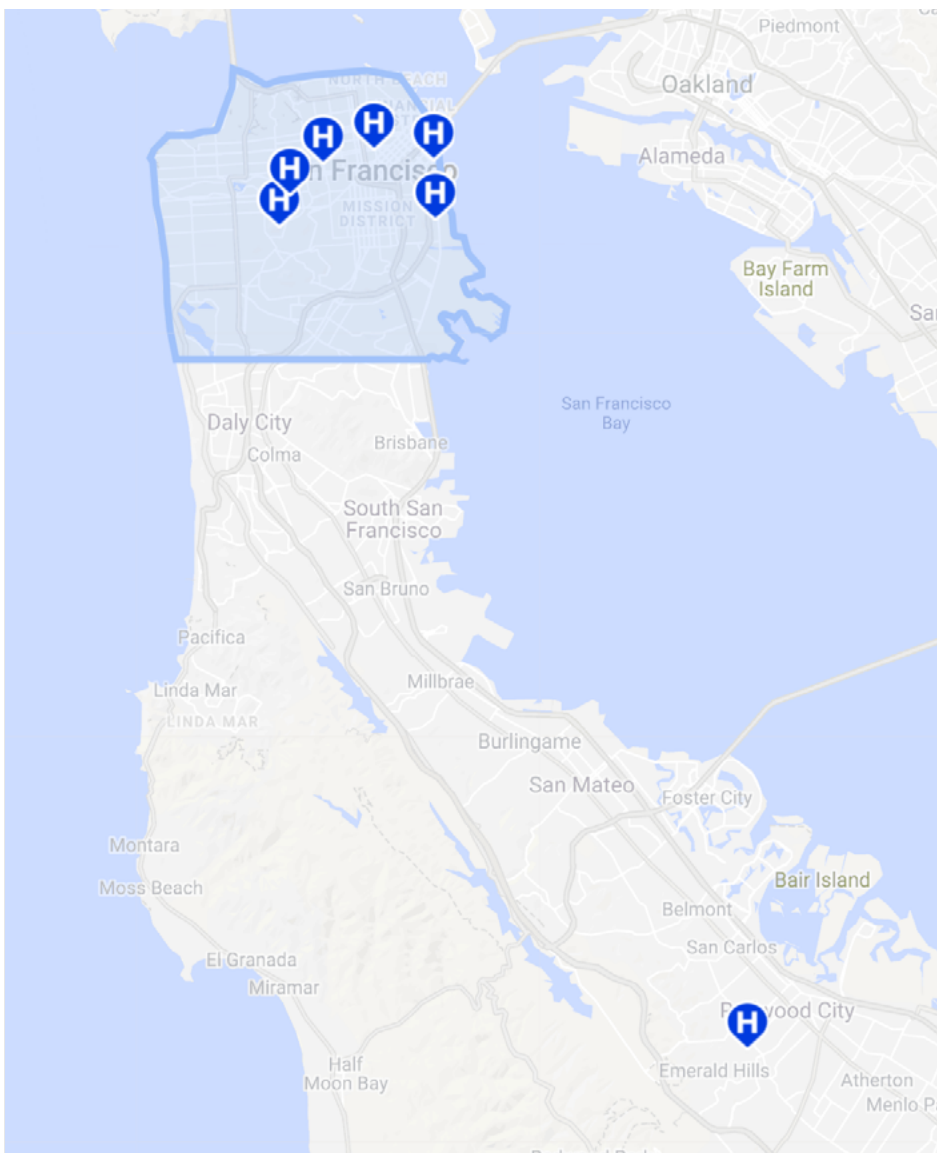 Piedmont
Oakland
NORTH BEACH
H
H
H
Alameda
H
n Francisco
H
H
MISSION
DISTRICT
Bay Farm
Island
San Francisco
Bay
Daly City
Brisbane
Colma
South San
Francisco
San Bruno
Pacifica
Millbrae
Linda Mar
LINDA MAR
Burlingame
San Mateo
Foster City
Montara
Moss Beach
Bair Island
Belmont
San Carlos
El Granada
Miramar
wood City
H
Half
Moon Bay
Emerald Hills
Atherton
Menlo